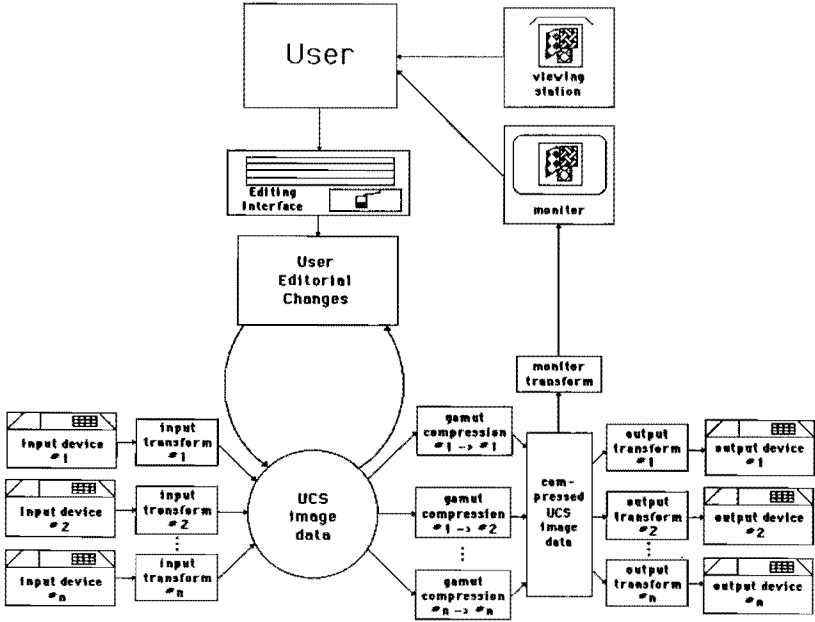 User
viewing
station
Editing
Interface
monitor
User
Editorial
Changes
monitor
transform
input device
#1
input
transform
#1
gamut
compression
#1 -> #1
output
transform
#1
output device
#1
input device
#2
input
transform
#2
UCS
image
data
gamut
compression
#1 -> #2
com-
pressed
UCS
image
data
output
transform
#2
output device
#2
input device
#n
input
transform
#n
gamut
compression
#n -> #n
output
transform
#n
output device
#n